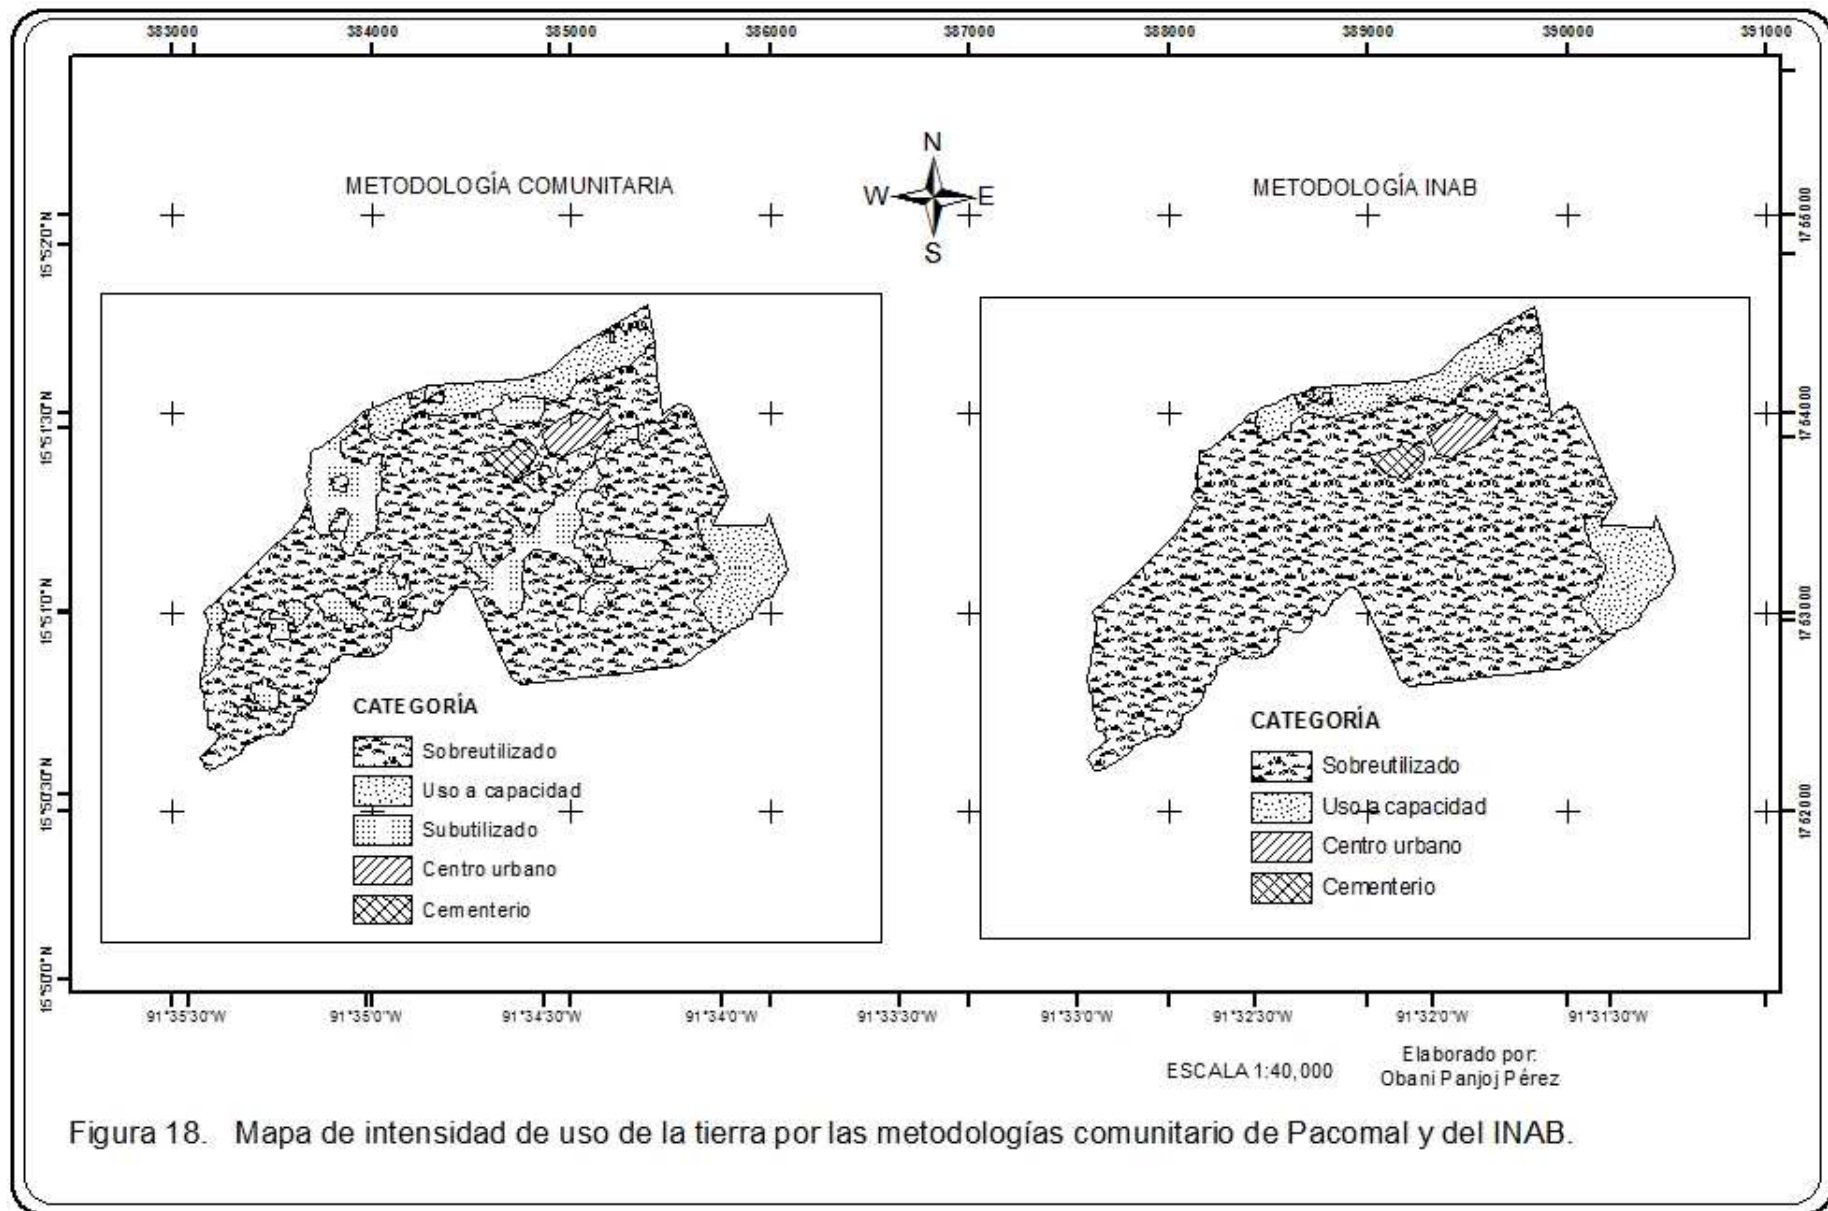 383000 384000 385000 386000 387000 388000 389000 390000 391000
N
W E
S
METODOLOGÍA COMUNITARIA
METODOLOGÍA INAB
15°52'0"N
15°51'30"N
15°51'0"N
15°50'30"N
15°50'0"N
1755000
1754000
1753000
1752000
CATEGORÍA
Sobreutilizado
Uso a capacidad
Subutilizado
Centro urbano
Cementerio
CATEGORÍA
Sobreutilizado
Uso a capacidad
Centro urbano
Cementerio
91°35'30"W 91°35'0"W 91°34'30"W 91°34'0"W 91°33'30"W 91°33'0"W 91°32'30"W 91°32'0"W 91°31'30"W
ESCALA 1:40,000
Elaborado por:
Obani Panjoj Pérez
Figura 18. Mapa de intensidad de uso de la tierra por las metodologías comunitario de Pacomal y del INAB.